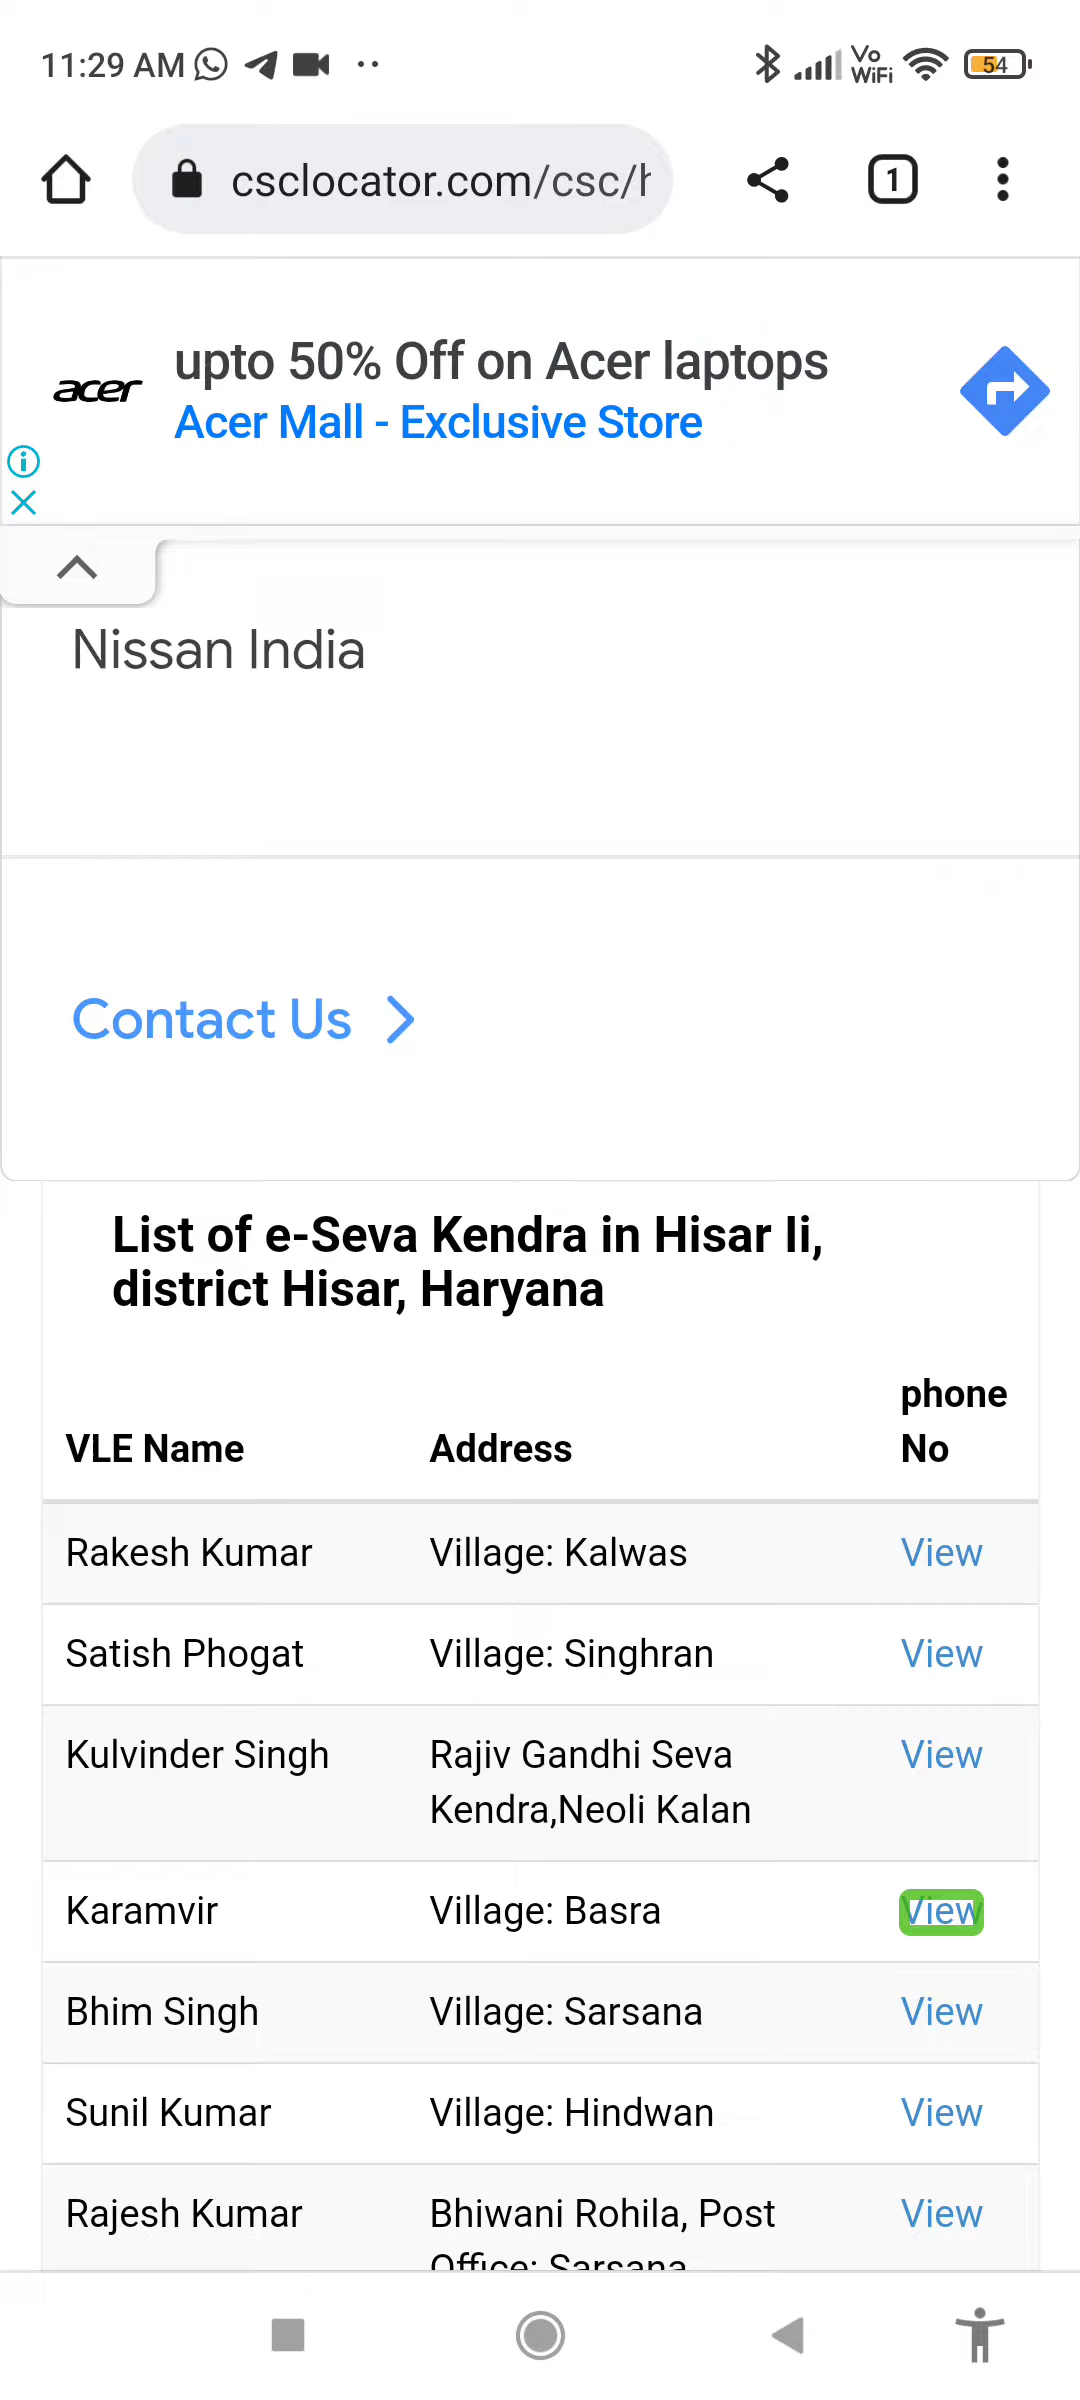 11:29 AM
Vo
WiFi
54
csclocator.com/csc/h
1
acer
upto 50% Off on Acer laptops
Acer Mall - Exclusive Store
Nissan India
Contact Us
List of e-Seva Kendra in Hisar Ii,
district Hisar, Haryana
VLE Name Address phone No
Rakesh Kumar Village: Kalwas View
Satish Phogat Village: Singhran View
Kulvinder Singh Rajiv Gandhi Seva View
Kendra,Neoli Kalan
Karamvir Village: Basra View
Bhim Singh Village: Sarsana View
Sunil Kumar Village: Hindwan View
Rajesh Kumar Bhiwani Rohila, Post View
Office: Sarsana